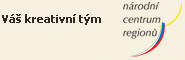 Váš kreativní tým
národní
centrum
regionů